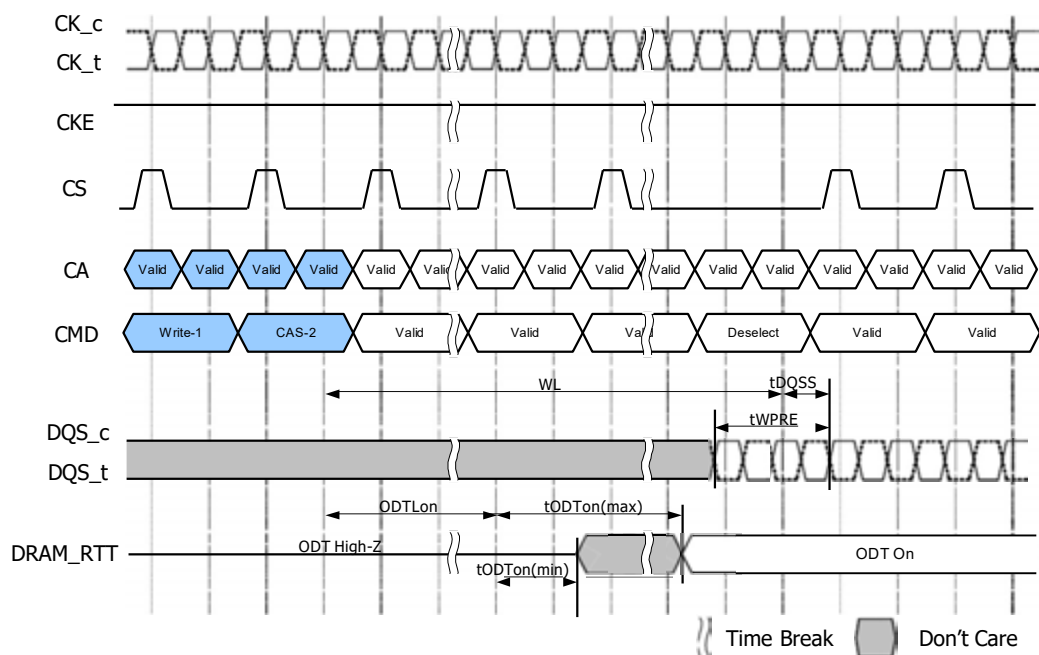 CK_c
CK_t
CKE
CS
CA Valid Valid Valid Valid Valid Valid Valid Valid Valid Valid Valid Valid Valid Valid Valid Valid
CMD Write-1 CAS-2 Valid Valid Valid Deselect Valid Valid
WL tDQSS
tWPRE
DQS_c
DQS_t
ODTLon tODTon(max)
DRAM_RTT ODT High-Z ODT On
tODTon(min)
Time Break Don't Care